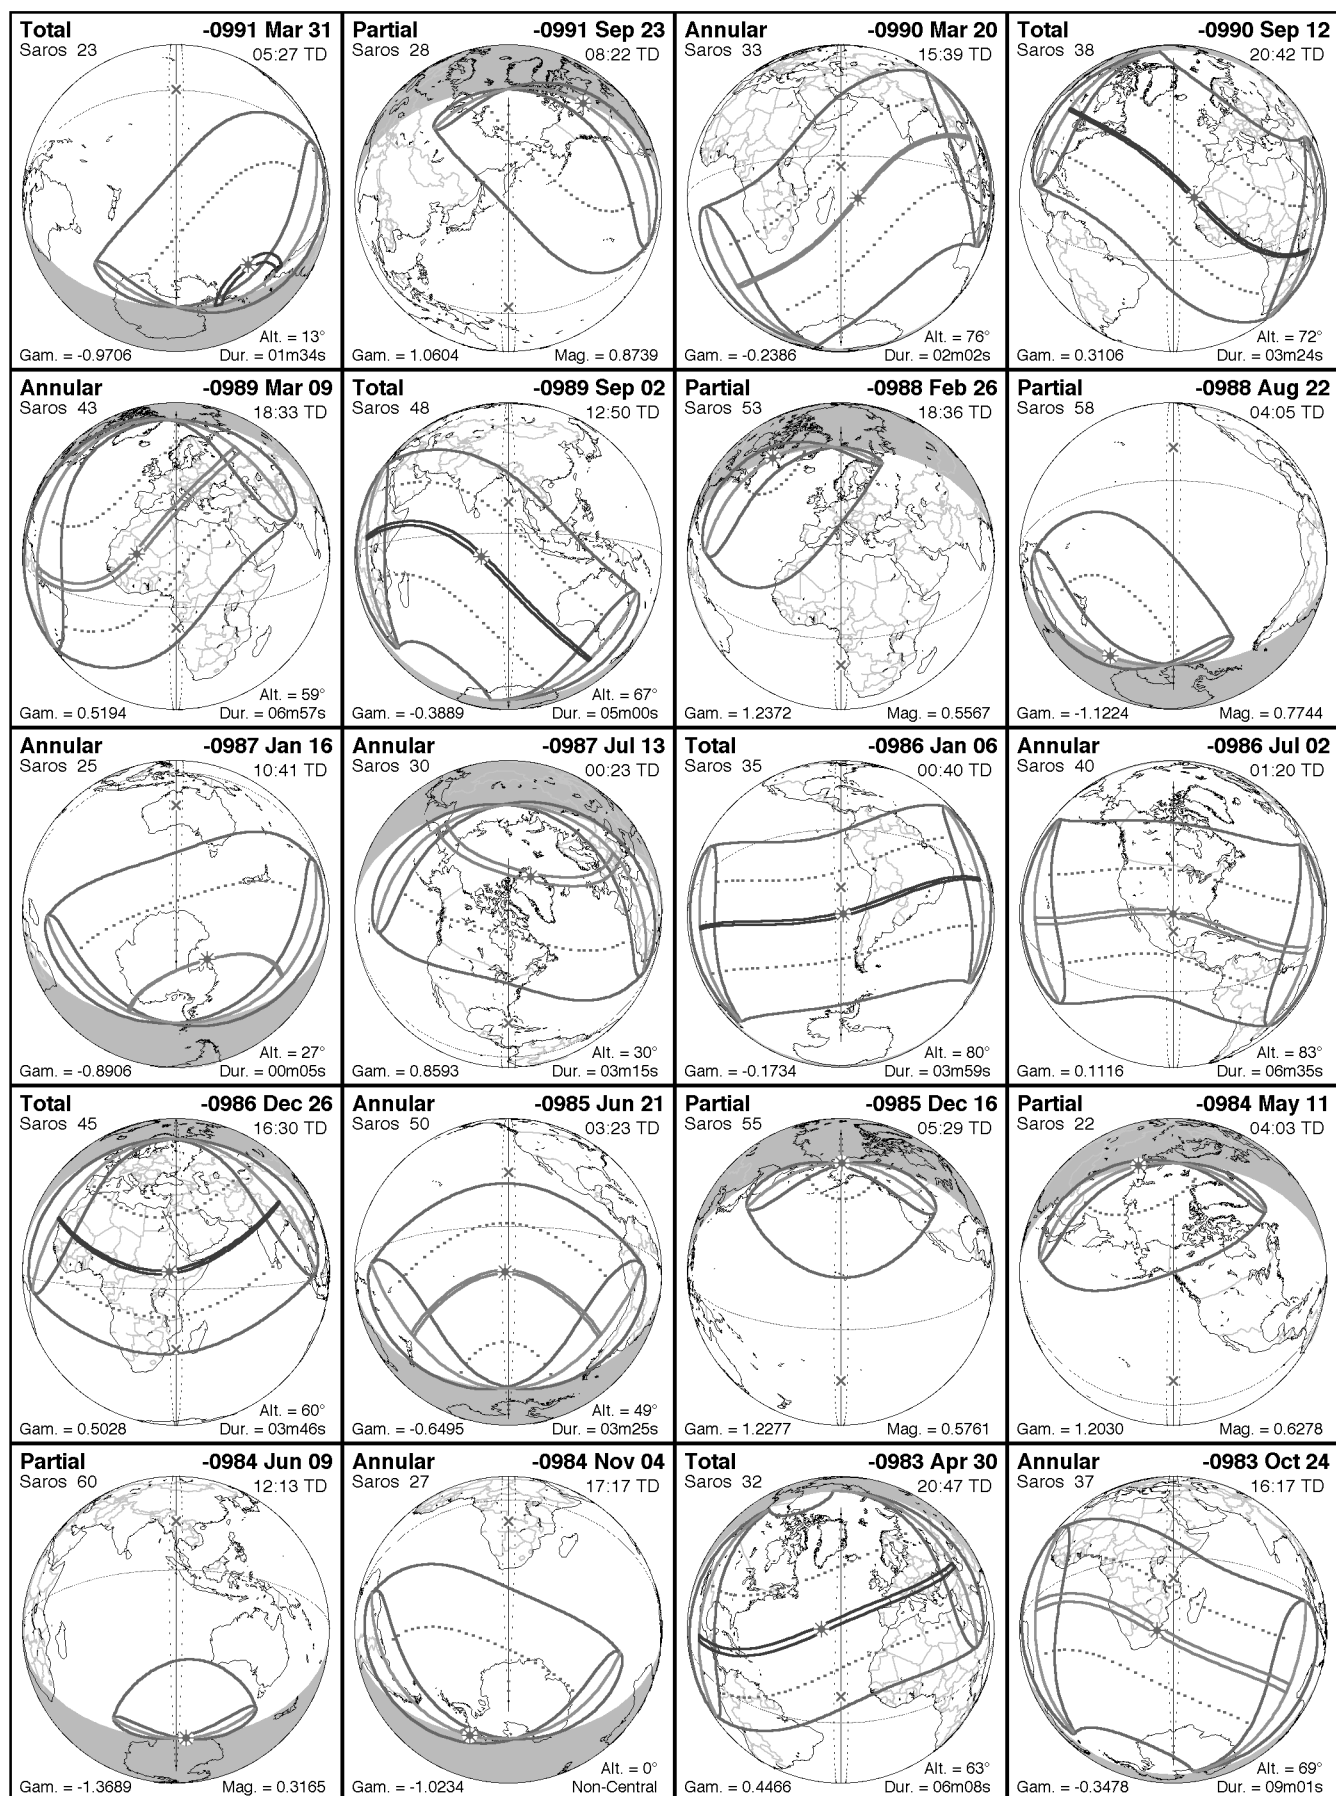 Total -0991 Mar 31
Saros 23 05:27 TD
Alt. = 13°
Gam. = -0.9706 Dur. = 01m34s
Partial -0991 Sep 23
Saros 28 08:22 TD
Gam. = 1.0604 Mag. = 0.8739
Annular -0990 Mar 20
Saros 33 15:39 TD
Alt. = 76°
Gam. = -0.2386 Dur. = 02m02s
Total -0990 Sep 12
Saros 38 20:42 TD
Alt. = 72°
Gam. = 0.3106 Dur. = 03m24s
Annular -0989 Mar 09
Saros 43 18:33 TD
Alt. = 59°
Gam. = 0.5194 Dur. = 06m57s
Total -0989 Sep 02
Saros 48 12:50 TD
Alt. = 67°
Gam. = -0.3889 Dur. = 05m00s
Partial -0988 Feb 26
Saros 53 18:36 TD
Gam. = 1.2372 Mag. = 0.5567
Partial -0988 Aug 22
Saros 58 04:05 TD
Gam. = -1.1224 Mag. = 0.7744
Annular -0987 Jan 16
Saros 25 10:41 TD
Alt. = 27°
Gam. = -0.8906 Dur. = 00m05s
Annular -0987 Jul 13
Saros 30 00:23 TD
Alt. = 30°
Gam. = 0.8593 Dur. = 03m15s
Total -0986 Jan 06
Saros 35 00:40 TD
Alt. = 80°
Gam. = -0.1734 Dur. = 03m59s
Annular -0986 Jul 02
Saros 40 01:20 TD
Alt. = 83°
Gam. = 0.1116 Dur. = 06m35s
Total -0986 Dec 26
Saros 45 16:30 TD
Alt. = 60°
Gam. = 0.5028 Dur. = 03m46s
Annular -0985 Jun 21
Saros 50 03:23 TD
Alt. = 49°
Gam. = -0.6495 Dur. = 03m25s
Partial -0985 Dec 16
Saros 55 05:29 TD
Gam. = 1.2277 Mag. = 0.5761
Partial -0984 May 11
Saros 22 04:03 TD
Gam. = 1.2030 Mag. = 0.6278
Partial -0984 Jun 09
Saros 60 12:13 TD
Gam. = -1.3689 Mag. = 0.3165
Annular -0984 Nov 04
Saros 27 17:17 TD
Alt. = 0°
Gam. = -1.0234 Non-Central
Total -0983 Apr 30
Saros 32 20:47 TD
Alt. = 63°
Gam. = 0.4466 Dur. = 06m08s
Annular -0983 Oct 24
Saros 37 16:17 TD
Alt. = 69°
Gam. = -0.3478 Dur. = 09m01s